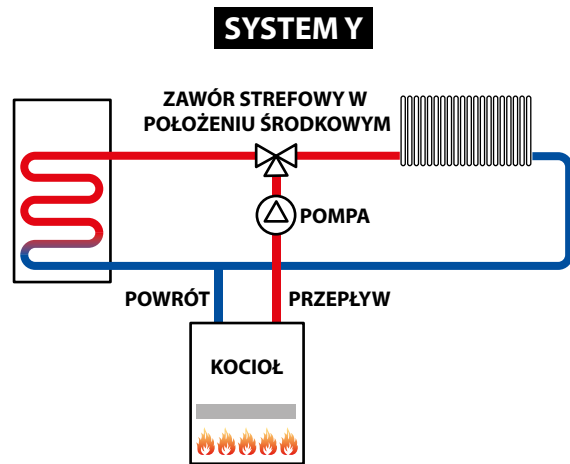 SYSTEM Y
ZAWÓR STREFOWY W
POŁOŻENIU ŚRODKOWYM
POMPA
POWRÓT
PRZEPŁYW
KOCIOŁ